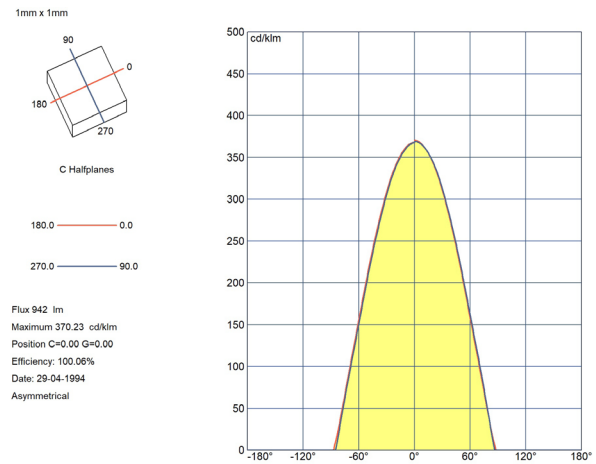 1mm x 1mm
90
0
180
270
C Halfplanes
180.0 0.0
270.0 90.0
Flux 942 lm
Maximum 370.23 cd/klm
Position C=0.00 G=0.00
Efficiency: 100.06%
Date: 29-04-1994
Asymmetrical
500
cd/klm
450
400
350
300
250
200
150
100
50
0
-180° -120° -60° 0° 60° 120° 180°